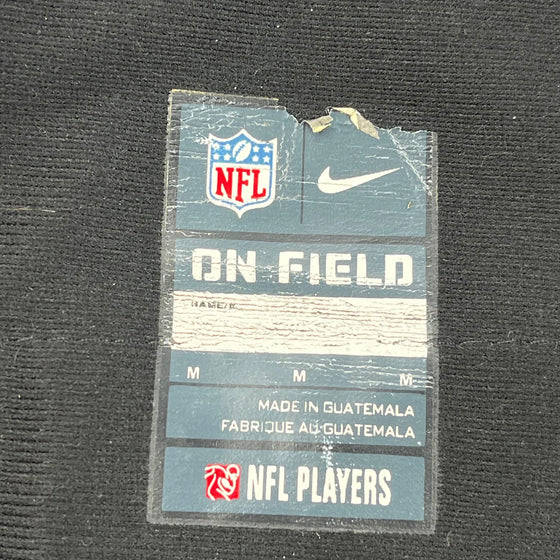 NFL
ON FIELD
M M M
MADE IN GUATEMALA
FABRIQUE AU GUATEMALA
NFL PLAYERS